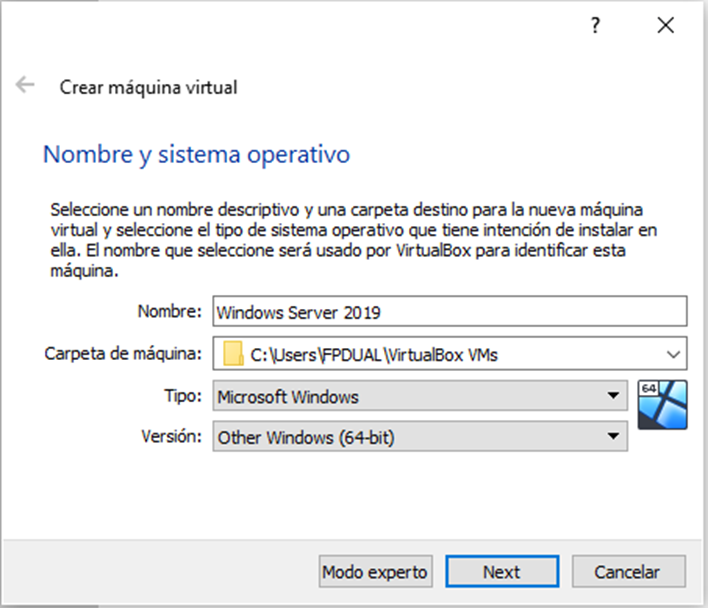 ?
Crear máquina virtual
Nombre y sistema operativo
Seleccione un nombre descriptivo y una carpeta destino para la nueva máquina
virtual y seleccione el tipo de sistema operativo que tiene intención de instalar en
ella. El nombre que seleccione será usado por VirtualBox para identificar esta
máquina.
Nombre: Windows Server 2019
Carpeta de máquina: C:\Users\FPDUAL\VirtualBox VMs
Tipo: Microsoft Windows
64
Versión: Other Windows (64-bit)
Modo experto Next Cancelar